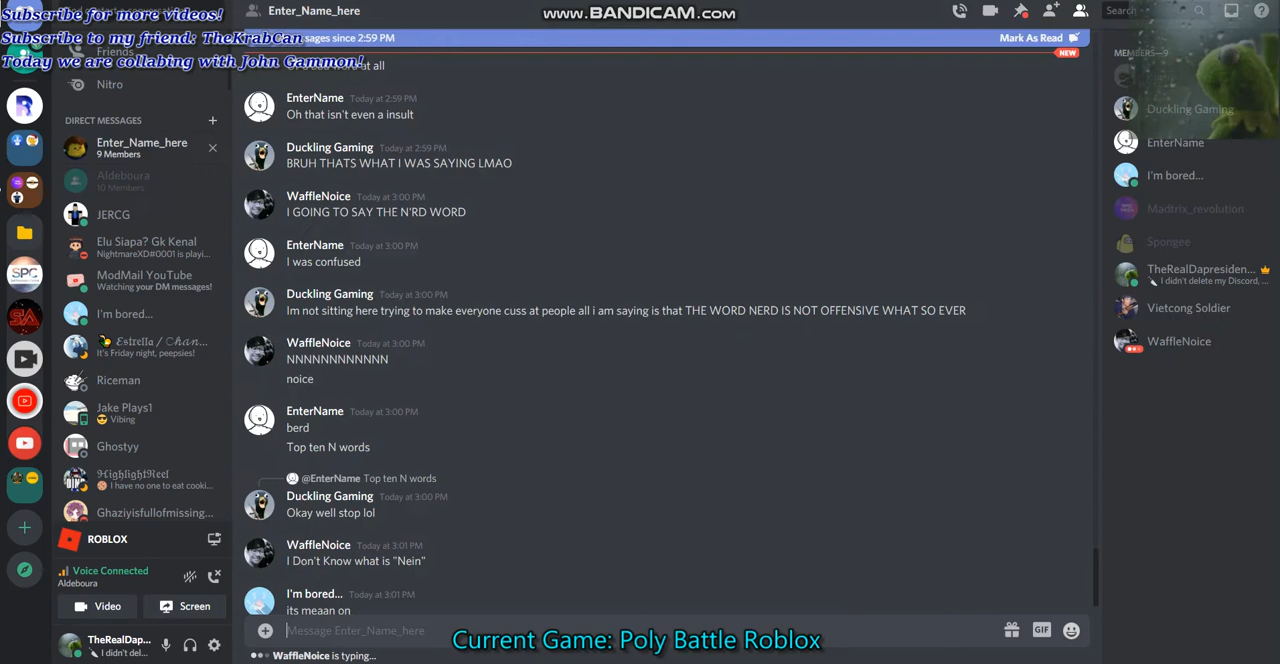 Subscribe for more videos!
Subscribe to my friend: TheKrabCan
Today we are collabing with John Gammon!
www.BANDICAM.com
Enter_Name_here
Search
sages since 2:59 PM
Mark As Read
NEW
Friends
Nitro
DIRECT MESSAGES
Enter_Name_here
9 Members
Aldeboura
10 Members
JERCG
Elu Siapa? Gk Kenal
NightmareXD#0001 is playi...
ModMail YouTube
Watching your DM messages!
I'm bored...
Estrella / Chan...
It's Friday night, peepsies!
Riceman
Jake Plays1
😎 Vibing
Ghostyy
HighlightReel
I have no one to eat cooki...
Ghaziyisfullofmissing...
ROBLOX
Voice Connected
Aldeboura
Video
Screen
TheRealDap...
I didn't del...
at all
EnterName Today at 2:59 PM
Oh that isn't even a insult
Duckling Gaming Today at 2:59 PM
BRUH THATS WHAT I WAS SAYING LMAO
WaffleNoice Today at 3:00 PM
I GOING TO SAY THE N'RD WORD
EnterName Today at 3:00 PM
I was confused
Duckling Gaming Today at 3:00 PM
Im not sitting here trying to make everyone cuss at people all i am saying is that THE WORD NERD IS NOT OFFENSIVE WHAT SO EVER
WaffleNoice Today at 3:00 PM
NNNNNNNNNNNN
noice
EnterName Today at 3:00 PM
berd
Top ten N words
@EnterName Top ten N words
Duckling Gaming Today at 3:00 PM
Okay well stop lol
WaffleNoice Today at 3:01 PM
I Don't Know what is "Nein"
I'm bored... Today at 3:01 PM
its meaan on
Message Enter_Name_here
GIF
WaffleNoice is typing...
Current Game: Poly Battle Roblox
MEMBERS—9
Duckling Gaming
EnterName
I'm bored...
Madtrix_revolution
Spongee
TheRealDapresiden...
I didn't delete my Discord, ...
Vietcong Soldier
WaffleNoice
SPC
SA